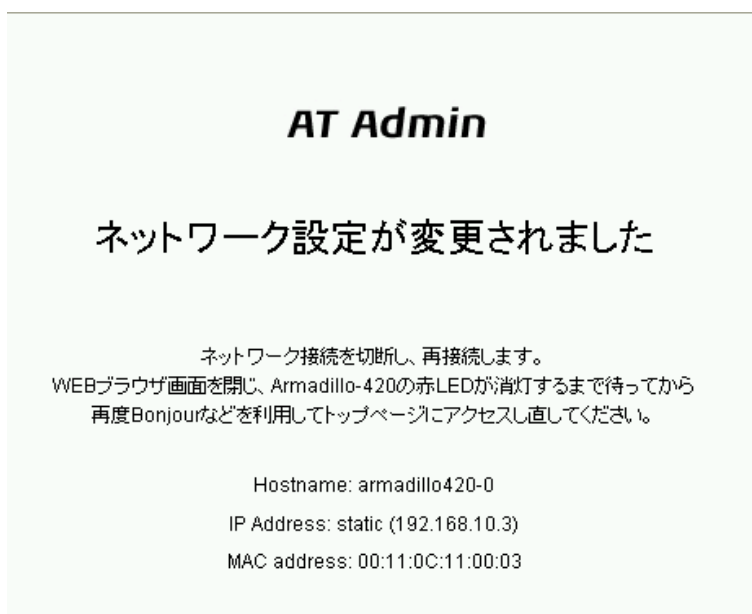 AT Admin
ネットワーク設定が変更されました
ネットワーク接続を切断し、再接続します。
WEBブラウザ画面を閉じ、Armadillo-420の赤LEDが消灯するまで待ってから
再度Bonjourなどを利用してトップページにアクセスし直してください。
Hostname: armadillo420-0
IP Address: static (192.168.10.3)
MAC address: 00:11:0C:11:00:03